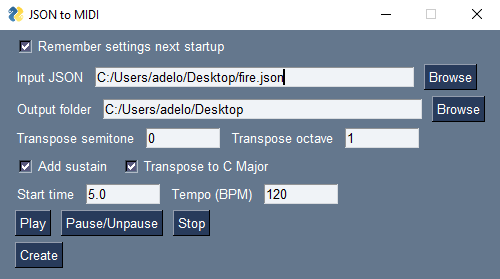 JSON to MIDI
Remember settings next startup
Input JSON C:/Users/adelo/Desktop/fire.json Browse
Output folder C:/Users/adelo/Desktop Browse
Transpose semitone 0 Transpose octave 1
Add sustain Transpose to C Major
Start time 5.0 Tempo (BPM) 120
Play Pause/Unpause Stop
Create